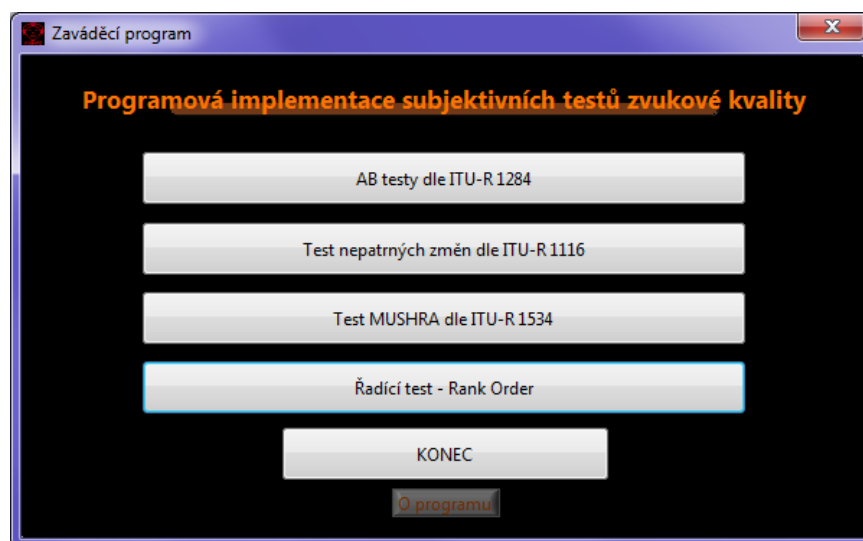 Zaváděcí program
Programová implementace subjektivních testů zvukové kvality
AB testy dle ITU-R 1284
Test nepatrných změn dle ITU-R 1116
Test MUSHRA dle ITU-R 1534
Řadící test - Rank Order
KONEC
O programu